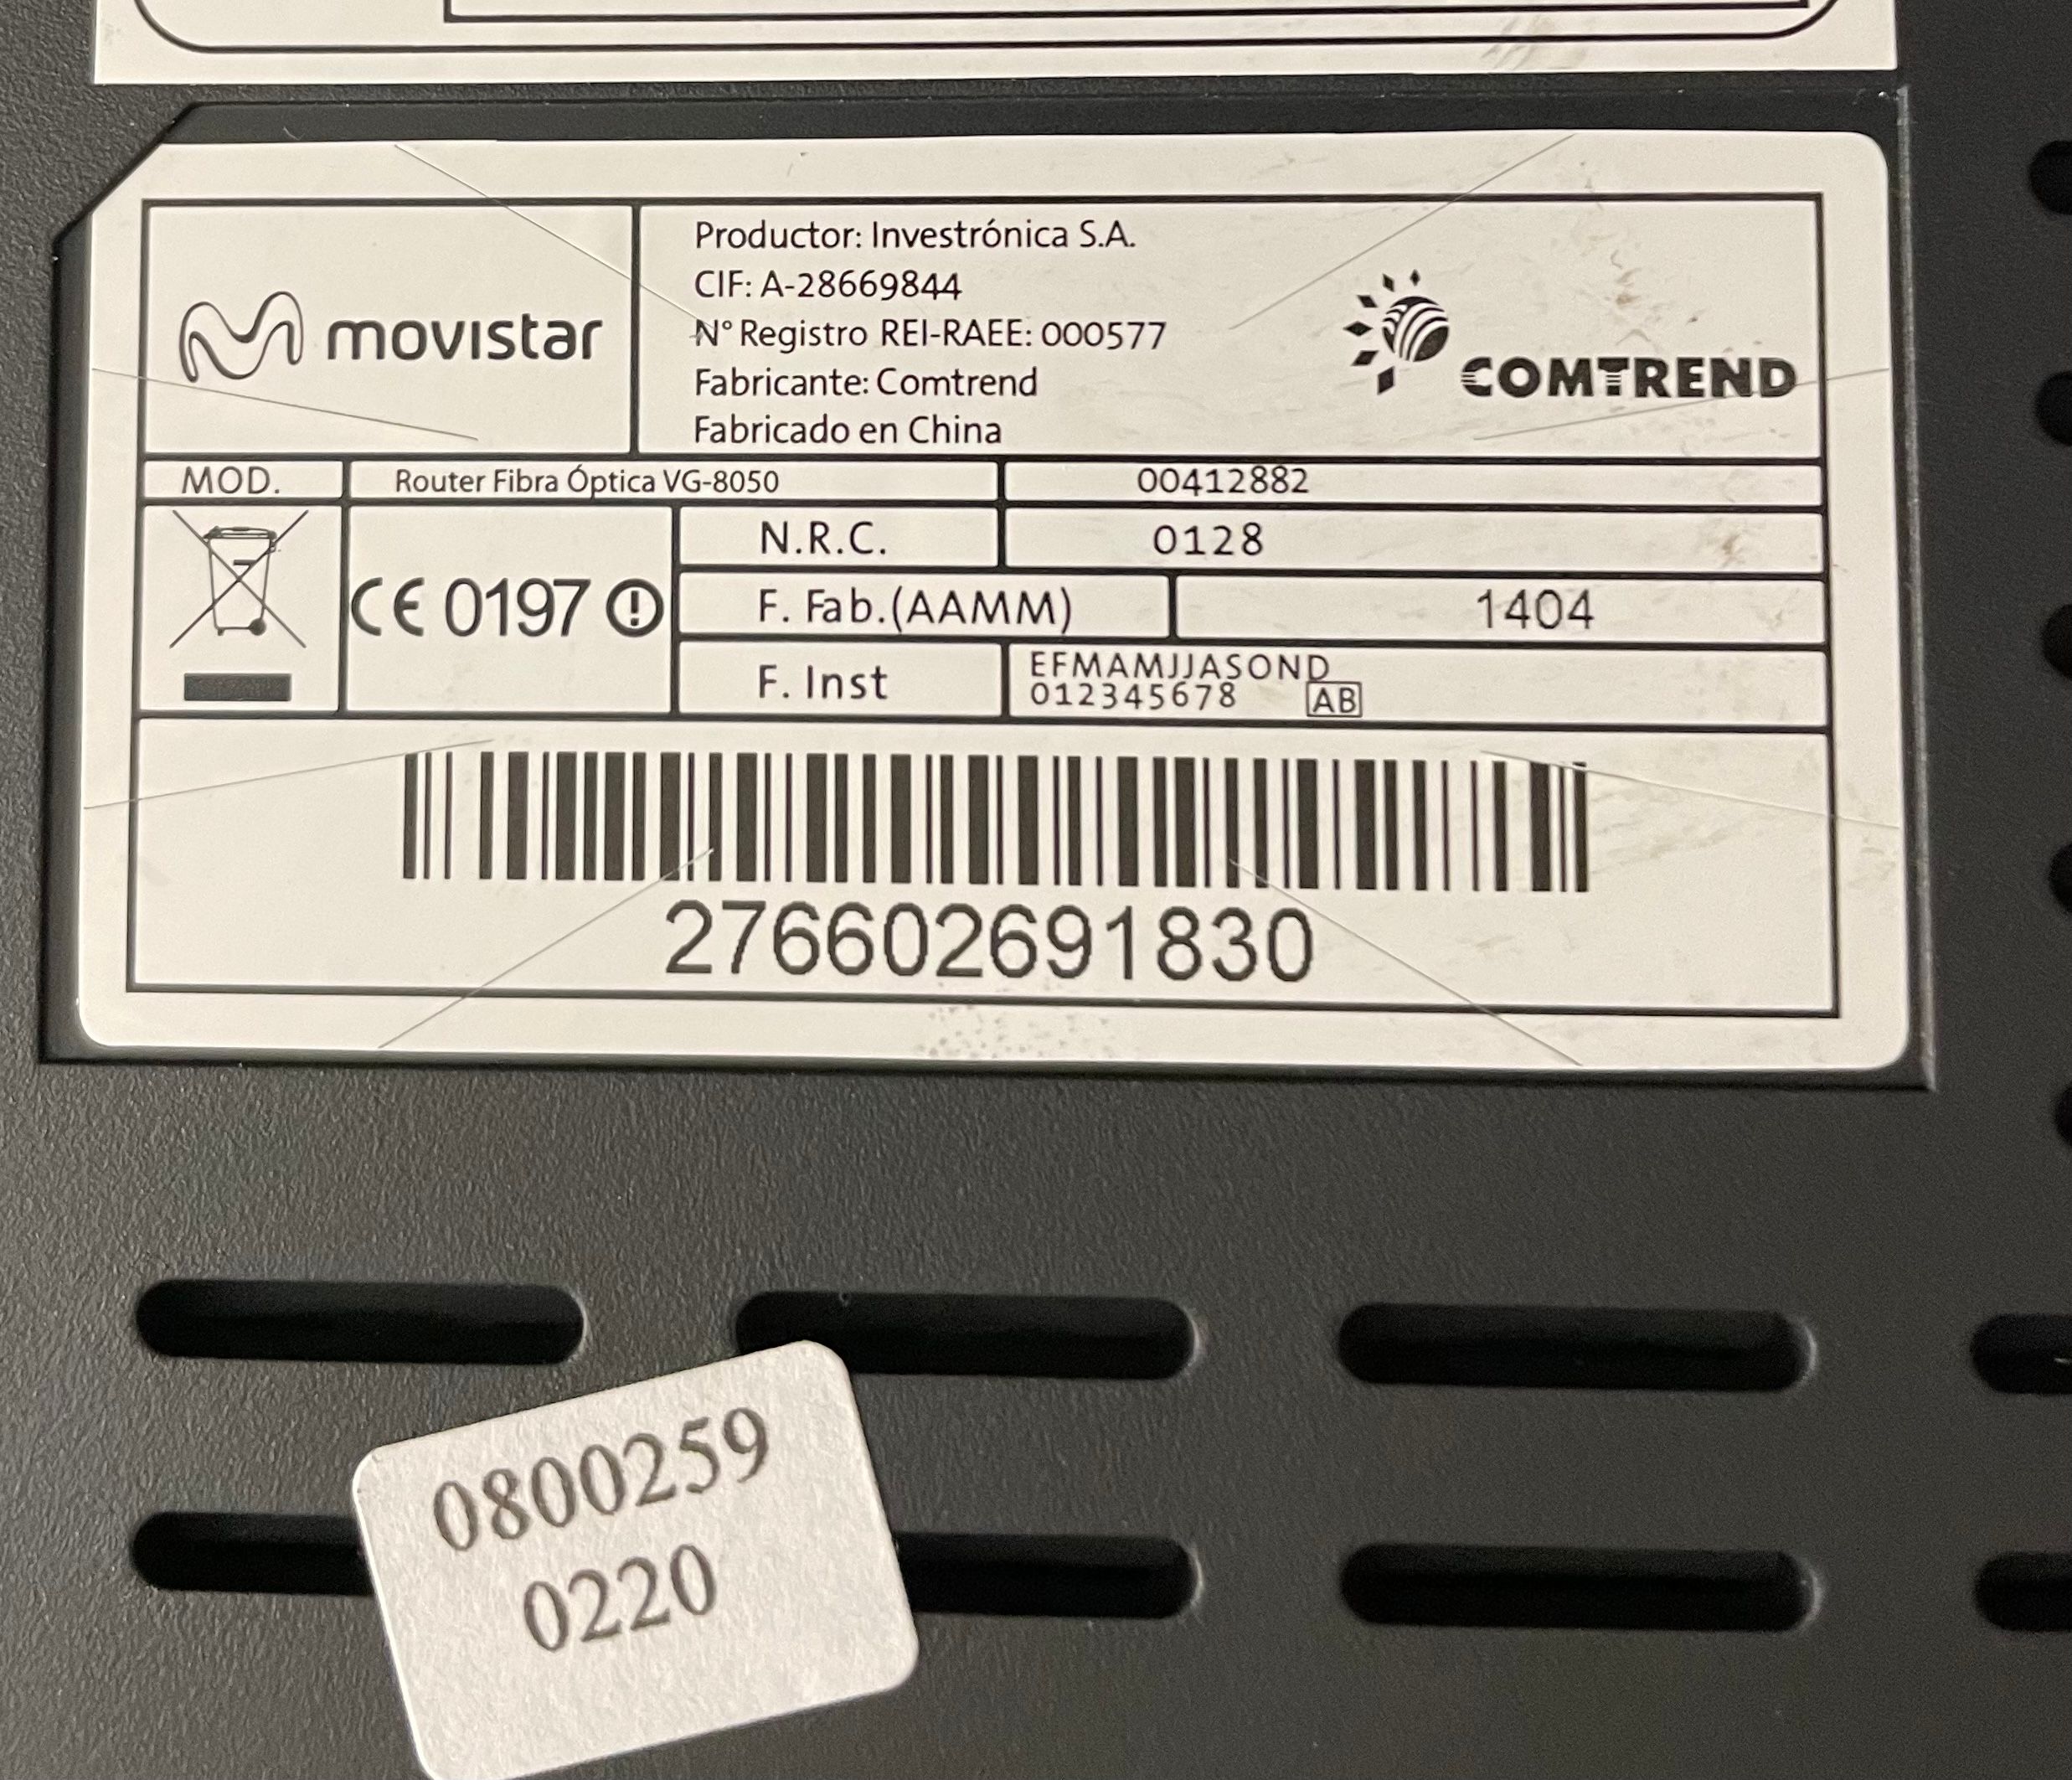 Productor: Investrónica S.A.
CIF: A-28669844
N° Registro REI-RAEE: 000577
Fabricante: Comtrend
Fabricado en China
movistar
COMTREND
MOD. Router Fibra Óptica VG-8050 00412882
N.R.C. 0128
CE 0197
F. Fab.(AAMM) 1404
F. Inst EFMAMJJASOND
012345678 AB
276602691830
0800259
0220